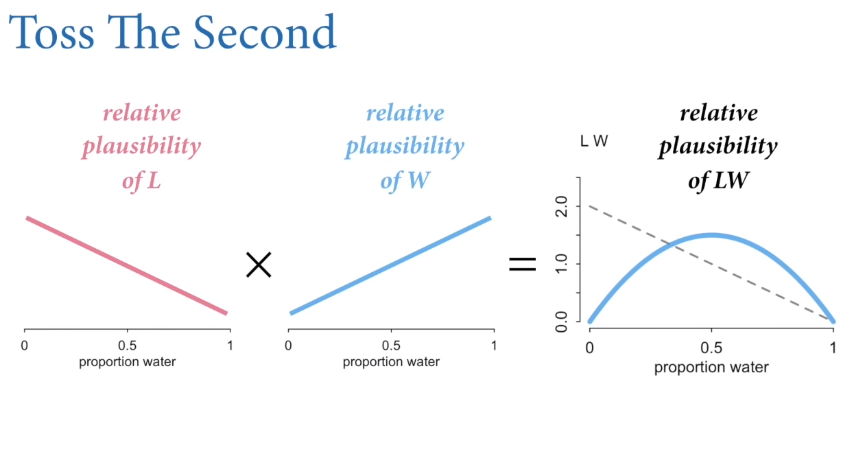 Toss The Second
relative
plausibility
of L
0 0.5 1
proportion water
×
relative
plausibility
of W
0 0.5 1
proportion water
=
L W
relative
plausibility
of LW
2.0
1.0
0.0
0 0.5 1
proportion water